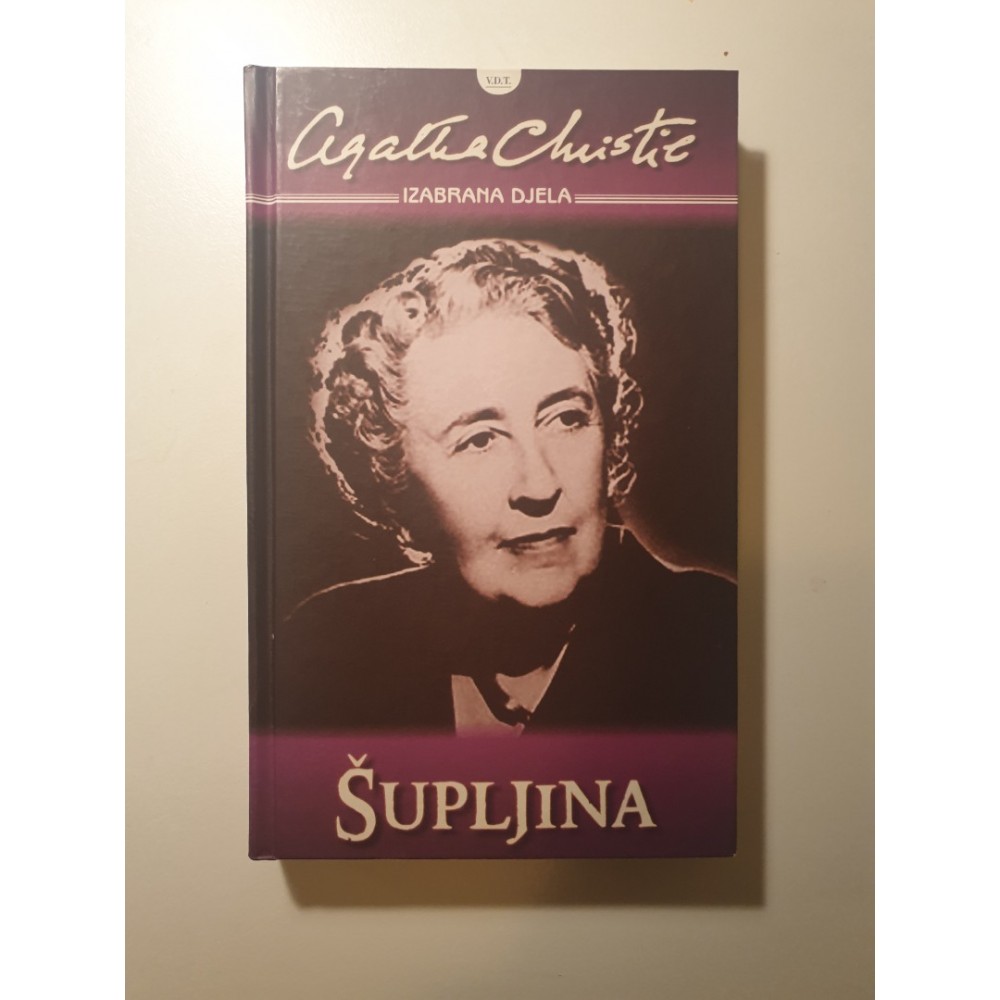 V.D.T.
Agatha Christie
IZABRANA DJELA
ŠUPLJINA